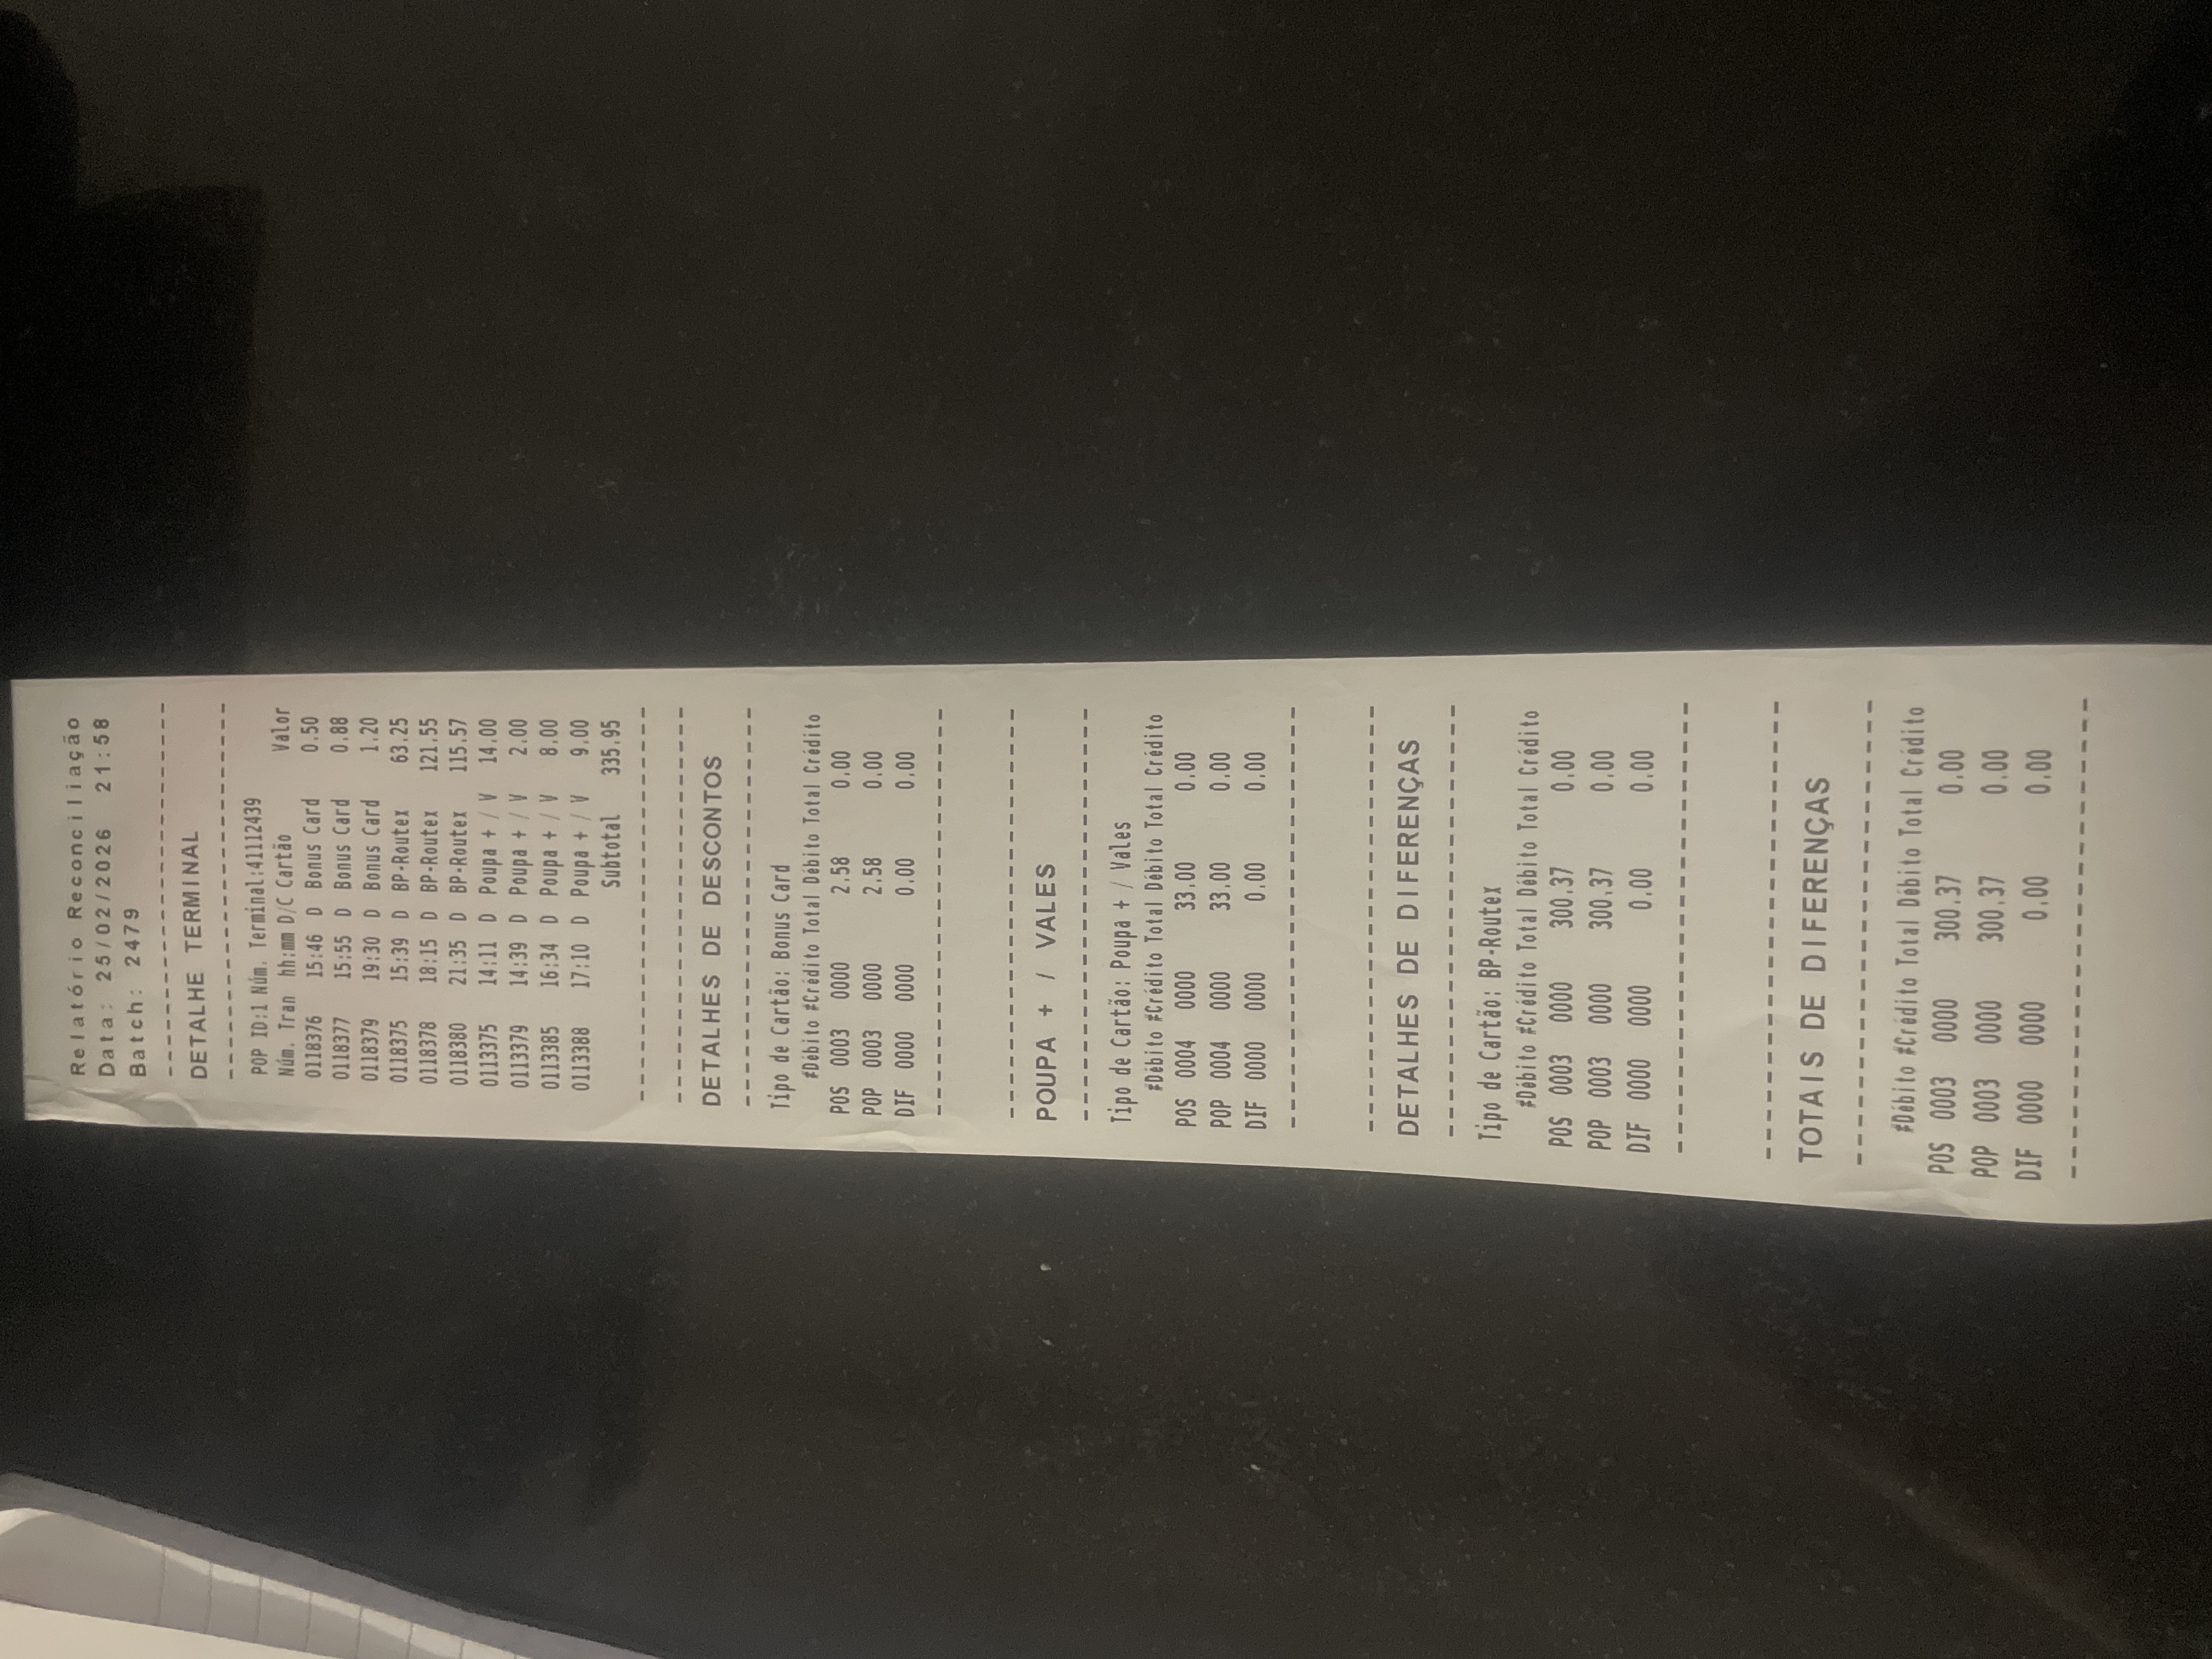 Relatório Reconciliação
Data: 25/02/2026 21:58
Batch: 2479
--------------------------
DETALHE TERMINAL
--------------------------
POP ID:1 Núm. Terminal:41112439
Núm. Tran hh:mm D/C Cartão Valor
0118376 15:46 D Bonus Card 0.50
0118377 15:55 D Bonus Card 0.88
0118379 19:30 D Bonus Card 1.20
0118375 15:39 D BP-Routex 63.25
0118378 18:15 D BP-Routex 121.55
0118380 21:35 D BP-Routex 115.57
0113375 14:11 D Poupa + / V 14.00
0113379 14:39 D Poupa + / V 2.00
0113385 16:34 D Poupa + / V 8.00
0113388 17:10 D Poupa + / V 9.00
Subtotal 335.95
--------------------------
--------------------------
DETALHES DE DESCONTOS
--------------------------
Tipo de Cartão: Bonus Card
#Débito #Crédito Total Débito Total Crédito
POS 0003 0000 2.58 0.00
POP 0003 0000 2.58 0.00
DIF 0000 0000 0.00 0.00
--------------------------
--------------------------
POUPA + / VALES
--------------------------
Tipo de Cartão: Poupa + / Vales
#Débito #Crédito Total Débito Total Crédito
POS 0004 0000 33.00 0.00
POP 0004 0000 33.00 0.00
DIF 0000 0000 0.00 0.00
--------------------------
--------------------------
DETALHES DE DIFERENÇAS
--------------------------
Tipo de Cartão: BP-Routex
#Débito #Crédito Total Débito Total Crédito
POS 0003 0000 300.37 0.00
POP 0003 0000 300.37 0.00
DIF 0000 0000 0.00 0.00
--------------------------
--------------------------
TOTAIS DE DIFERENÇAS
--------------------------
#Débito #Crédito Total Débito Total Crédito
POS 0003 0000 300.37 0.00
POP 0003 0000 300.37 0.00
DIF 0000 0000 0.00 0.00
--------------------------